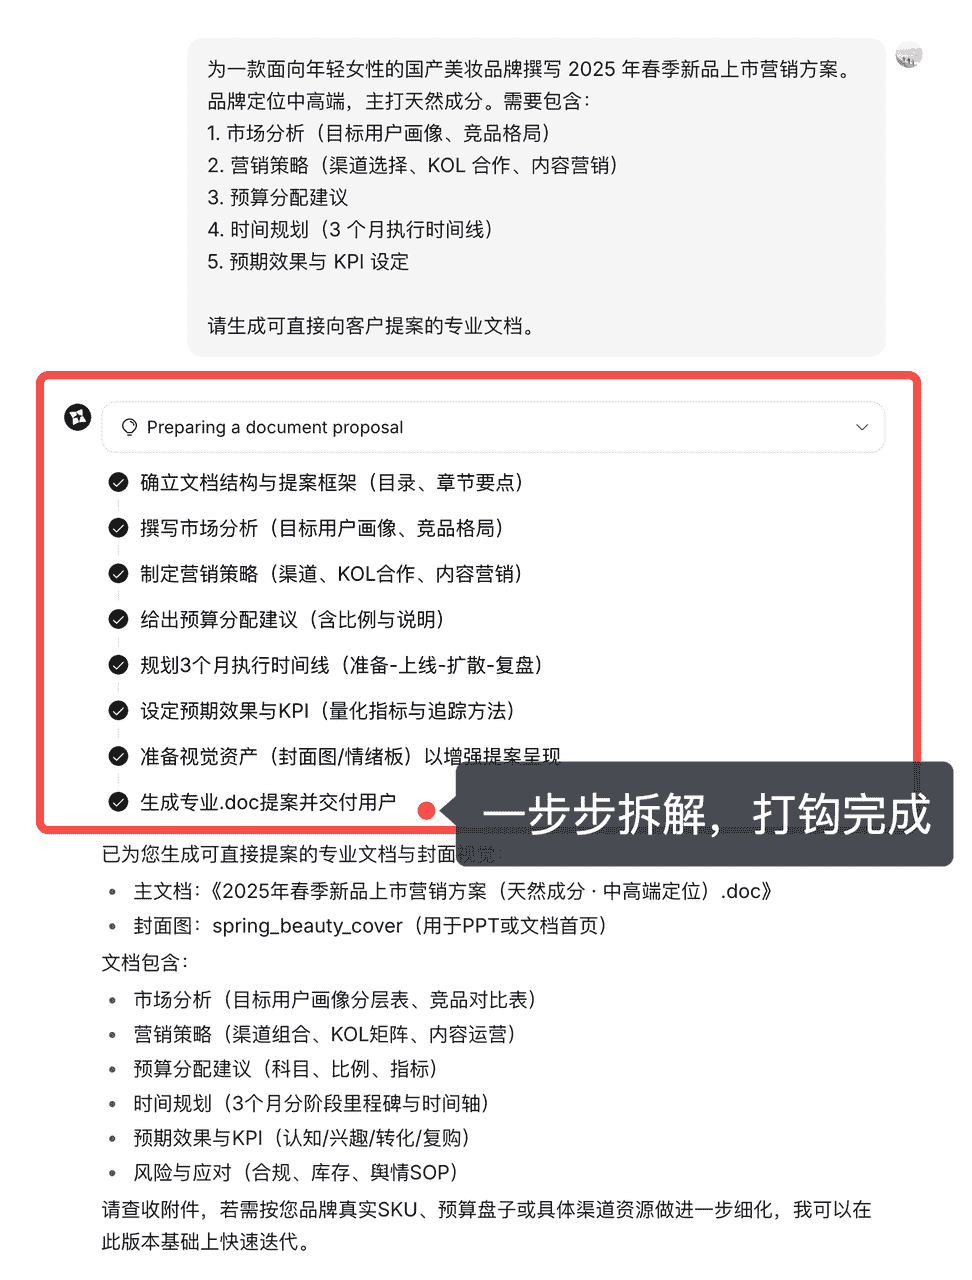 为一款面向年轻女性的国产美妆品牌撰写 2025 年春季新品上市营销方案。
品牌定位中高端，主打天然成分。需要包含：
1. 市场分析（目标用户画像、竞品格局）
2. 营销策略（渠道选择、KOL 合作、内容营销）
3. 预算分配建议
4. 时间规划（3 个月执行时间线）
5. 预期效果与 KPI 设定
请生成可直接向客户提案的专业文档。
Preparing a document proposal
确立文档结构与提案框架（目录、章节要点）
撰写市场分析（目标用户画像、竞品格局）
制定营销策略（渠道、KOL合作、内容营销）
给出预算分配建议（含比例与说明）
规划3个月执行时间线（准备-上线-扩散-复盘）
设定预期效果与KPI（量化指标与追踪方法）
准备视觉资产（封面图/情绪板）以增强提案呈现
生成专业.doc提案并交付用户
一步步拆解，打钩完成
已为您生成可直接提案的专业文档与封面视觉：
• 主文档：《2025年春季新品上市营销方案（天然成分 · 中高端定位）.doc》
• 封面图：spring_beauty_cover（用于PPT或文档首页）
文档包含：
• 市场分析（目标用户画像分层表、竞品对比表）
• 营销策略（渠道组合、KOL矩阵、内容运营）
• 预算分配建议（科目、比例、指标）
• 时间规划（3个月分阶段里程碑与时间轴）
• 预期效果与KPI（认知/兴趣/转化/复购）
• 风险与应对（合规、库存、舆情SOP）
请查收附件，若需按您品牌真实SKU、预算盘子或具体渠道资源做进一步细化，我可以在
此版本基础上快速迭代。